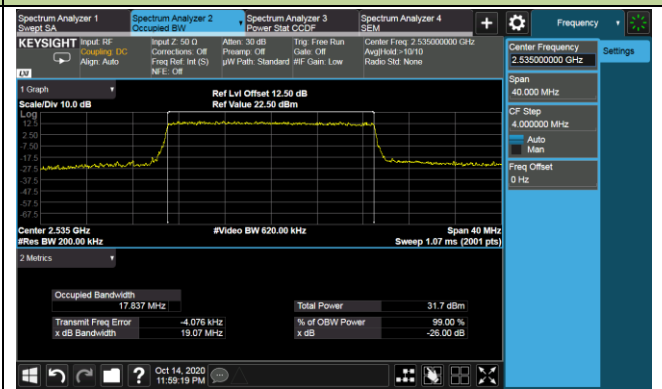 Spectrum Analyzer 1
Swept SA
Spectrum Analyzer 2
Occupied BW
Spectrum Analyzer 3
Power Stat CCDF
Spectrum Analyzer 4
SEM
+
Frequency
KEYSIGHT
Input: RF
Coupling: DC
Align: Auto
Input Z: 50 Ω
Corrections: Off
Freq Ref: Int (S)
NFE: Off
Atten: 30 dB
Preamp: Off
µW Path: Standard
Trig: Free Run
Gate: Off
#IF Gain: Low
Center Freq: 2.535000000 GHz
Avg|Hold:>10/10
Radio Std: None
LXI
Center Frequency
2.535000000 GHz
Settings
Span
40.000 MHz
CF Step
4.000000 MHz
Auto
Man
Freq Offset
0 Hz
1 Graph
Scale/Div 10.0 dB
Ref Lvl Offset 12.50 dB
Ref Value 22.50 dBm
Log
12.5
2.50
-7.50
-17.5
-27.5
-37.5
-47.5
-57.5
-67.5
Center 2.535 GHz
#Video BW 620.00 kHz
Span 40 MHz
#Res BW 200.00 kHz
Sweep 1.07 ms (2001 pts)
2 Metrics
Occupied Bandwidth
17.837 MHz
Total Power 31.7 dBm
Transmit Freq Error -4.076 kHz
% of OBW Power 99.00 %
x dB Bandwidth 19.07 MHz
x dB -26.00 dB
?
Oct 14, 2020
11:59:19 PM